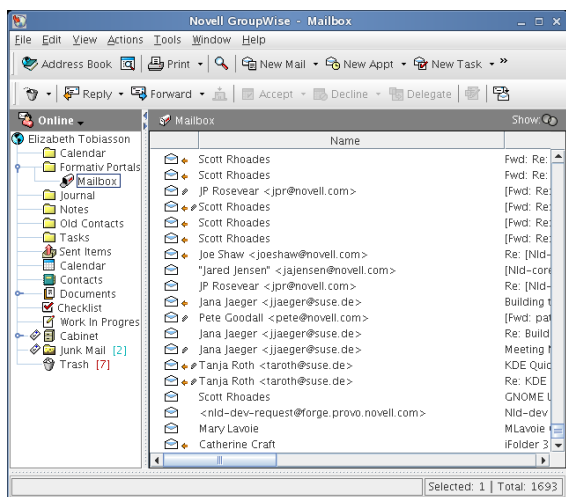 Novell GroupWise - Mailbox
File Edit View Actions Tools Window Help
Address Book Print New Mail New Appt New Task »
Reply Forward Accept Decline Delegate
Online Mailbox Show:
Elizabeth Tobiasson
Calendar
Formativ Portals
Mailbox
Journal
Notes
Old Contacts
Tasks
Sent Items
Calendar
Contacts
Documents
Checklist
Work In Progres
Cabinet
Junk Mail [2]
Trash [7]
Name
Scott Rhoades Fwd: Re:
Scott Rhoades Fwd: Re:
JP Rosevear <jpr@novell.com> [Fwd: Re:
Scott Rhoades [Fwd: Re:
Scott Rhoades [Fwd: Re:
Scott Rhoades [Fwd: Re:
Joe Shaw <joeshaw@novell.com> Re: [Nld-
"Jared Jensen" <jajensen@novell.com> [Nld-core
JP Rosevear <jpr@novell.com> Re: [Nld-
Jana Jaeger <jjaeger@suse.de> Building t
Pete Goodall <pete@novell.com> [Fwd: pat
Jana Jaeger <jjaeger@suse.de> Re: Build
Jana Jaeger <jjaeger@suse.de> Meeting
Tanja Roth <taroth@suse.de> KDE Quic
Tanja Roth <taroth@suse.de> Re: KDE
Scott Rhoades GNOME
<nld-dev-request@forge.provo.novell.com> Nld-dev
Mary Lavoie MLavoie
Catherine Craft iFolder 3
Selected: 1 Total: 1693